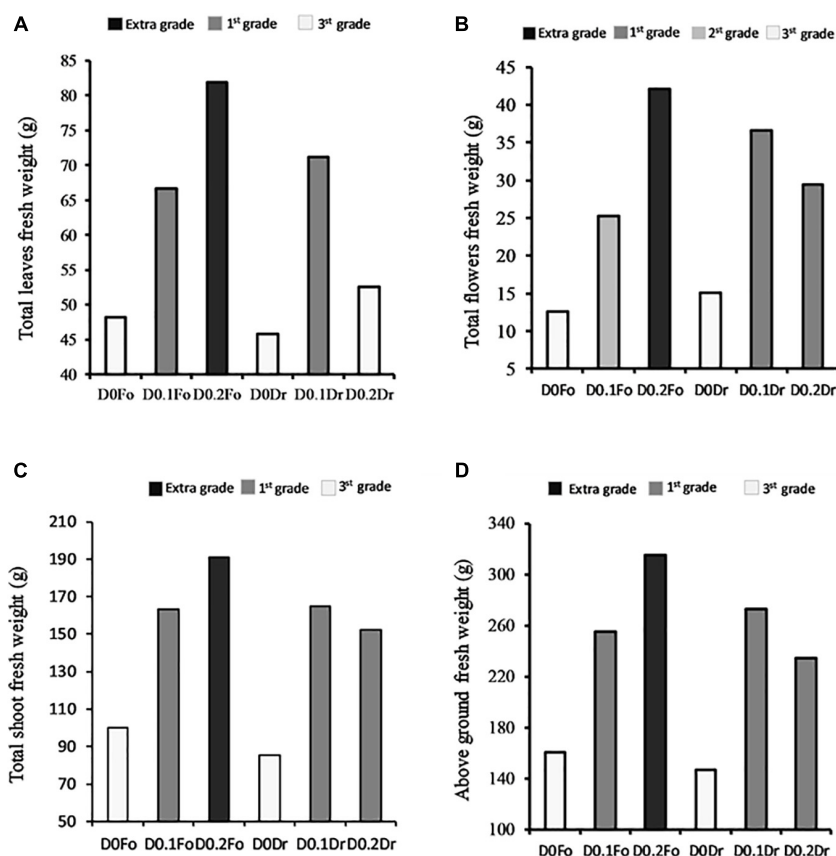 A
Extra grade 1st grade 3st grade
Total leaves fresh weight (g)
85
80
75
70
65
60
55
50
45
40
D0Fo D0.1Fo D0.2Fo D0Dr D0.1Dr D0.2Dr
B
Extra grade 1st grade 2st grade 3st grade
Total flowers fresh weight (g)
45
40
35
30
25
20
15
10
5
D0Fo D0.1Fo D0.2Fo D0Dr D0.1Dr D0.2Dr
C
Extra grade 1st grade 3st grade
Total shoot fresh weight (g)
210
190
170
150
130
110
90
70
50
D0Fo D0.1Fo D0.2Fo D0Dr D0.1Dr D0.2Dr
D
Extra grade 1st grade 3st grade
Above ground fresh weight (g)
340
300
260
220
180
140
100
D0Fo D0.1Fo D0.2Fo D0Dr D0.1Dr D0.2Dr